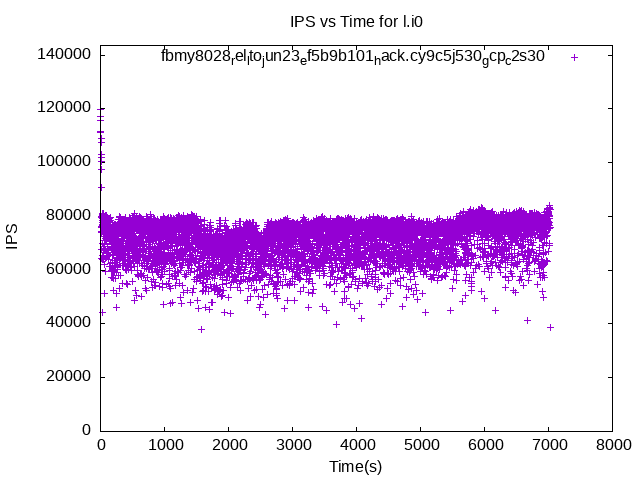 IPS vs Time for l.i0
fbmy8028relltojun23ef5b9b101hack.cy9c5j530gcpc2s30
140000
120000
100000
80000
60000
40000
20000
0
IPS
0 1000 2000 3000 4000 5000 6000 7000 8000
Time(s)